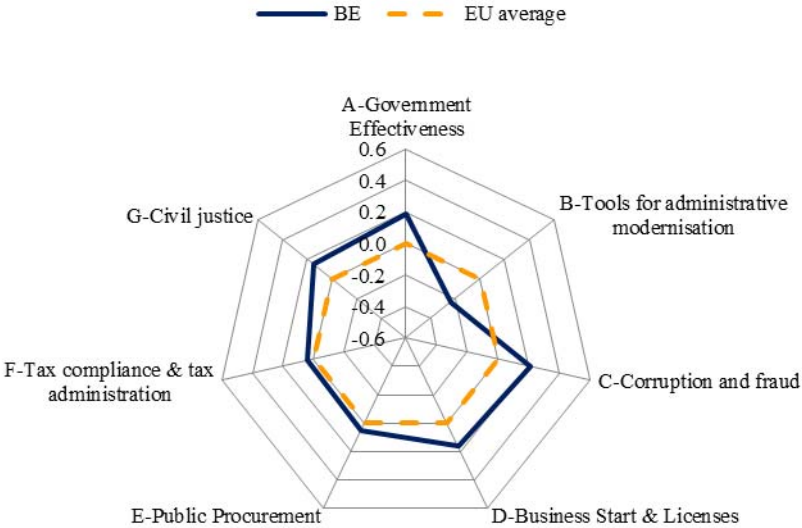 BE EU average
A-Government
Effectiveness
0.6
0.4
0.2
0.0
-0.2
-0.4
-0.6
B-Tools for administrative
modernisation
G-Civil justice
F-Tax compliance & tax
administration
C-Corruption and fraud
E-Public Procurement
D-Business Start & Licenses